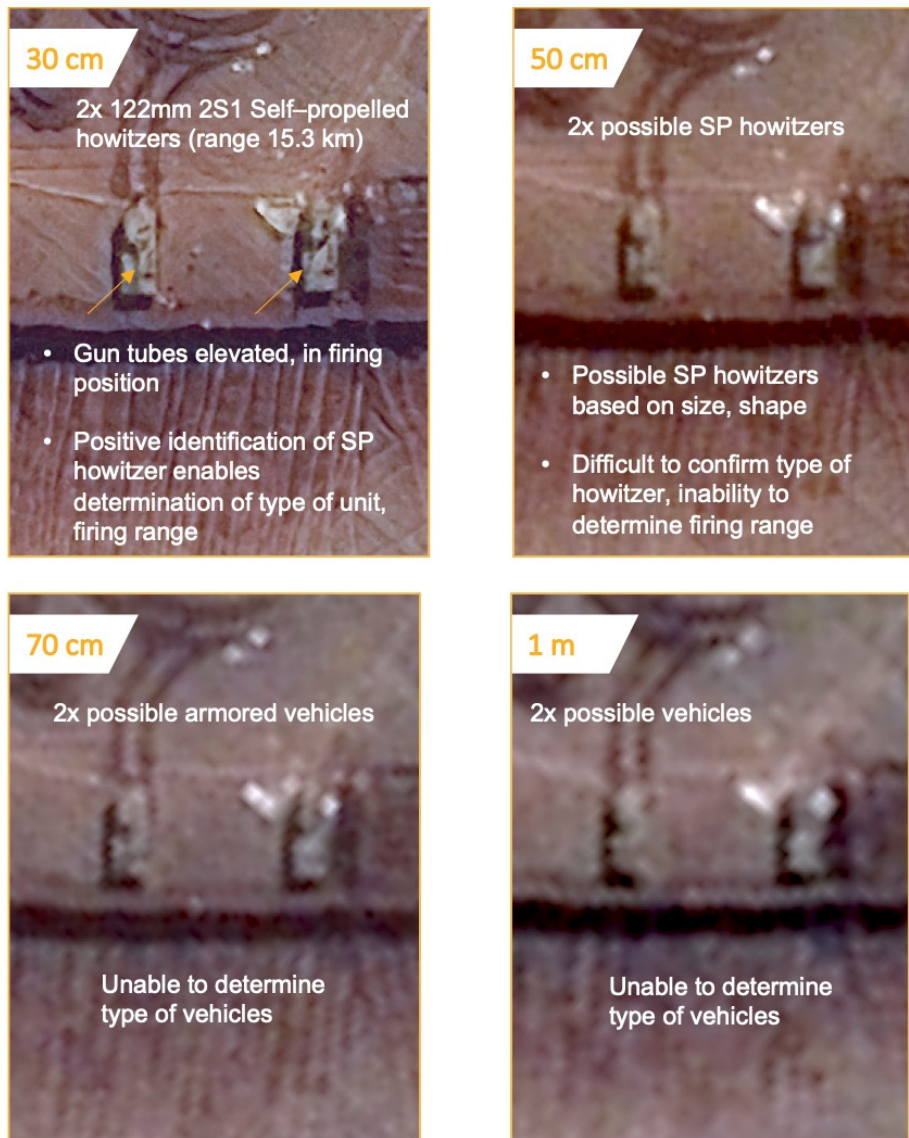 30 cm
2x 122mm 2S1 Self–propelled
howitzers (range 15.3 km)
• Gun tubes elevated, in firing
position
• Positive identification of SP
howitzer enables
determination of type of unit,
firing range
50 cm
2x possible SP howitzers
• Possible SP howitzers
based on size, shape
• Difficult to confirm type of
howitzer, inability to
determine firing range
70 cm
2x possible armored vehicles
Unable to determine
type of vehicles
1 m
2x possible vehicles
Unable to determine
type of vehicles